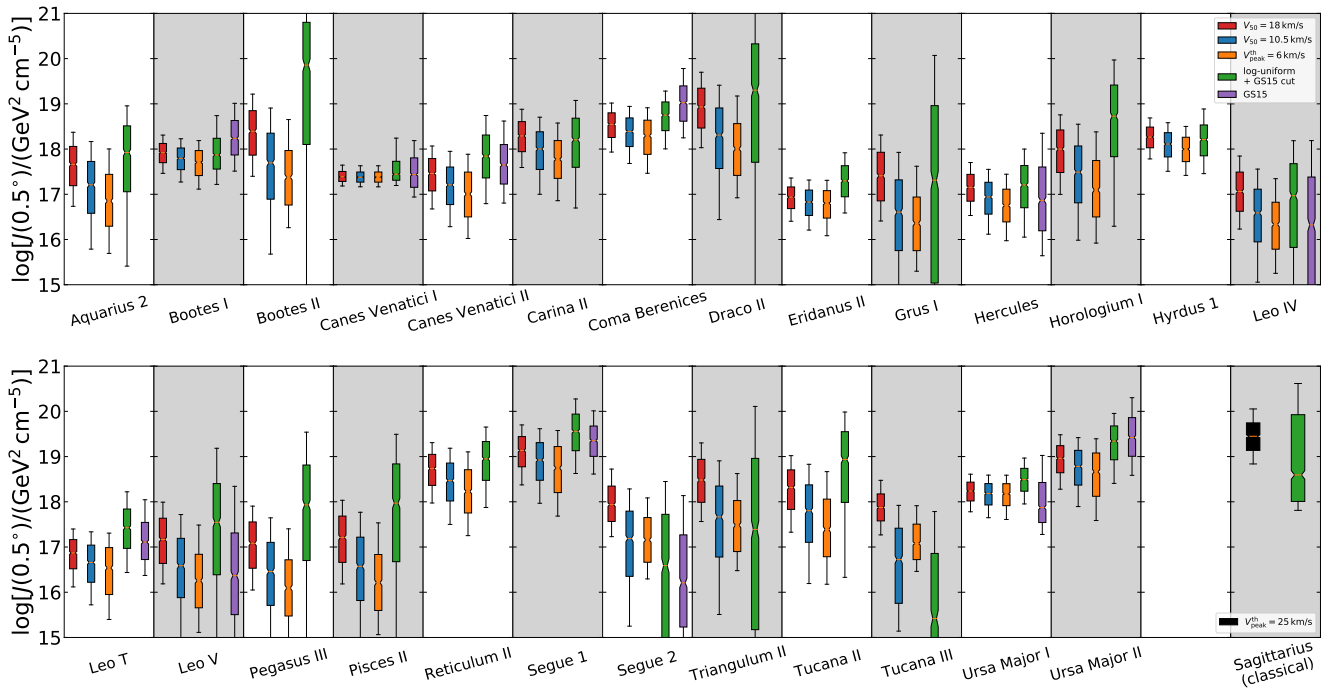 log[J/(0.5°)/(GeV² cm⁻⁵)]
21
20
19
18
17
16
15
V₅₀ = 18 km/s
V₅₀ = 10.5 km/s
V^th_peak = 6 km/s
log-uniform
+ GS15 cut
GS15
Aquarius 2
Bootes I
Bootes II
Canes Venatici I
Canes Venatici II
Carina II
Coma Berenices
Draco II
Eridanus II
Grus I
Hercules
Horologium I
Hyrdus 1
Leo IV
log[J/(0.5°)/(GeV² cm⁻⁵)]
21
20
19
18
17
16
15
V^th_peak = 25 km/s
Leo T
Leo V
Pegasus III
Pisces II
Reticulum II
Segue 1
Segue 2
Triangulum II
Tucana II
Tucana III
Ursa Major I
Ursa Major II
Sagittarius
(classical)